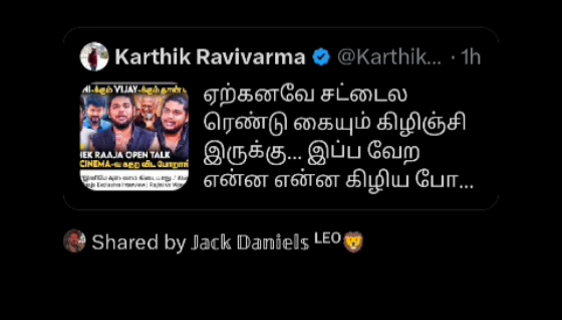 Karthik Ravivarma @Karthik... · 1h
ஏற்கனவே சட்டைல
ரெண்டு கையும் கிழிஞ்சி
இருக்கு... இப்ப வேற
என்ன என்ன கிழிய போ...
VIJAY
RAAJA OPEN TALK
CINEMA-வ கதற விட போறான்
Shared by 𝕁𝕒𝕔𝕜 𝔻𝕒𝕟𝕚𝕖𝕝𝕤 ᴸᴱᴼ🦁